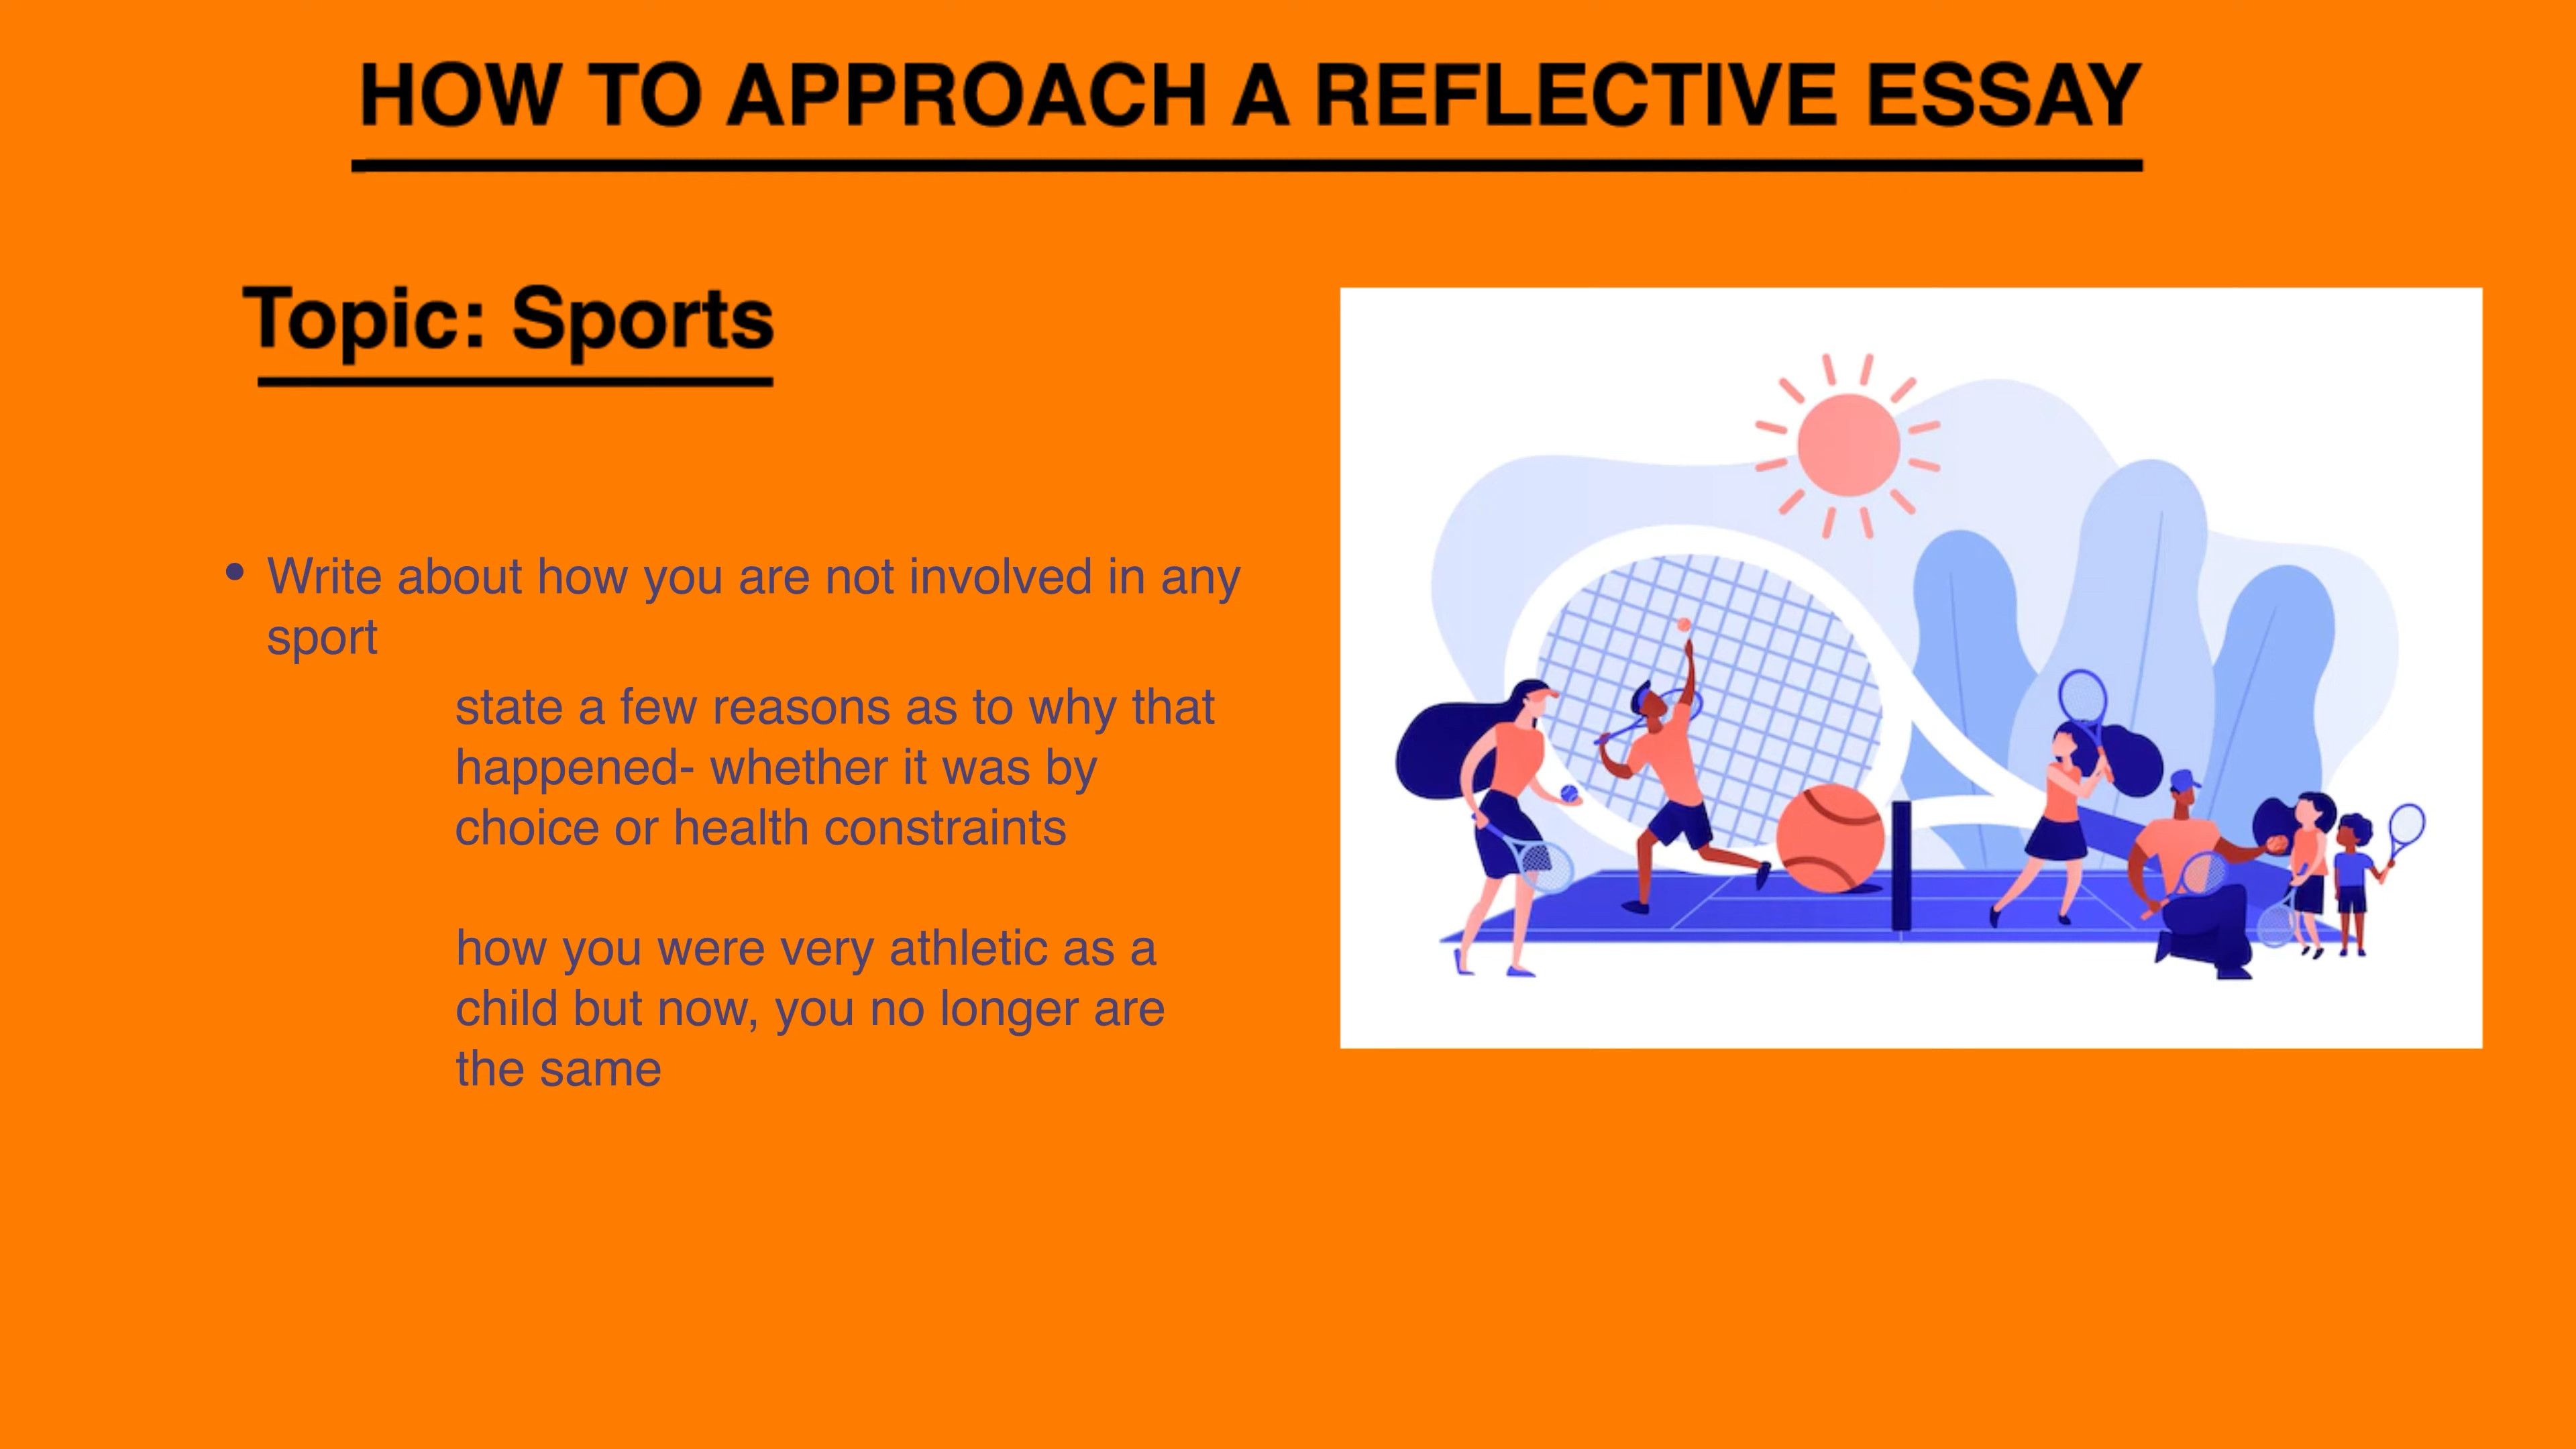 HOW TO APPROACH A REFLECTIVE ESSAY
Topic: Sports
• Write about how you are not involved in any
sport
state a few reasons as to why that
happened- whether it was by
choice or health constraints
how you were very athletic as a
child but now, you no longer are
the same